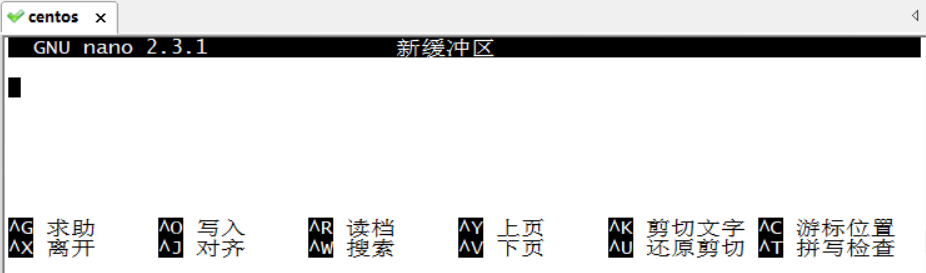 centos x
GNU nano 2.3.1 新缓冲区
^G 求助 ^O 写入 ^R 读档 ^Y 上页 ^K 剪切文字 ^C 游标位置
^X 离开 ^J 对齐 ^W 搜索 ^V 下页 ^U 还原剪切 ^T 拼写检查